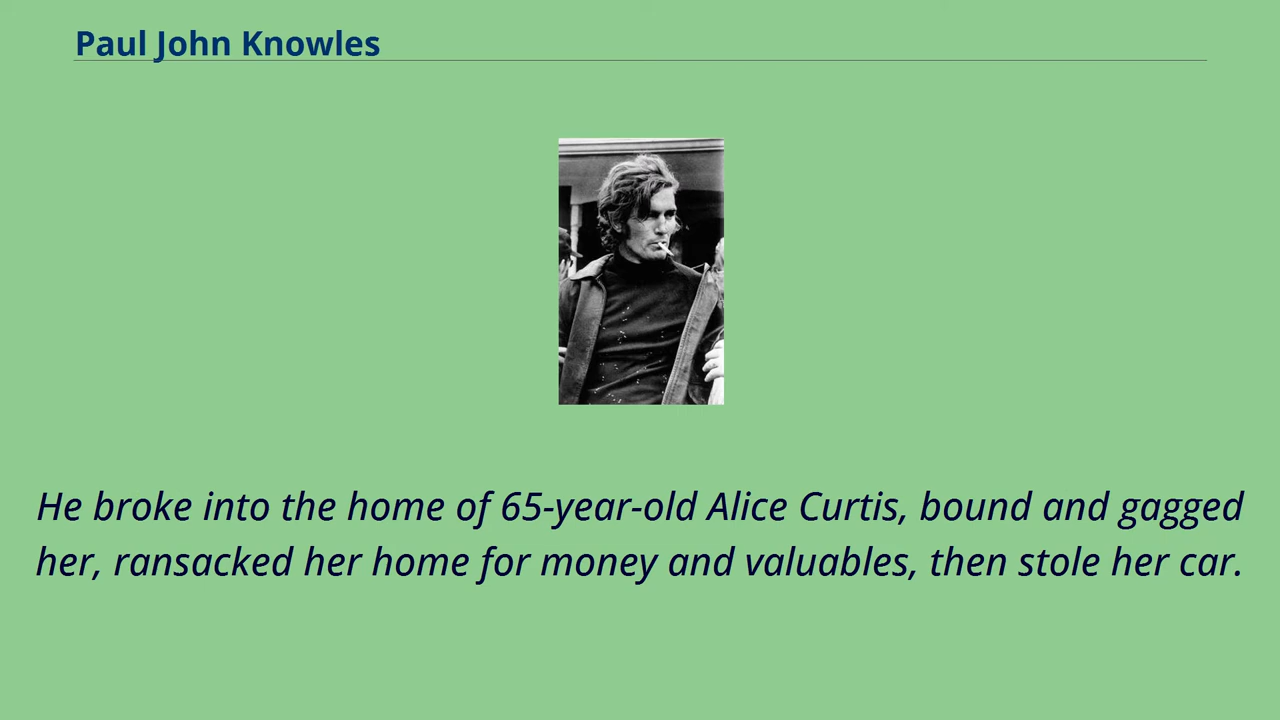 Paul John Knowles
He broke into the home of 65-year-old Alice Curtis, bound and gagged
her, ransacked her home for money and valuables, then stole her car.